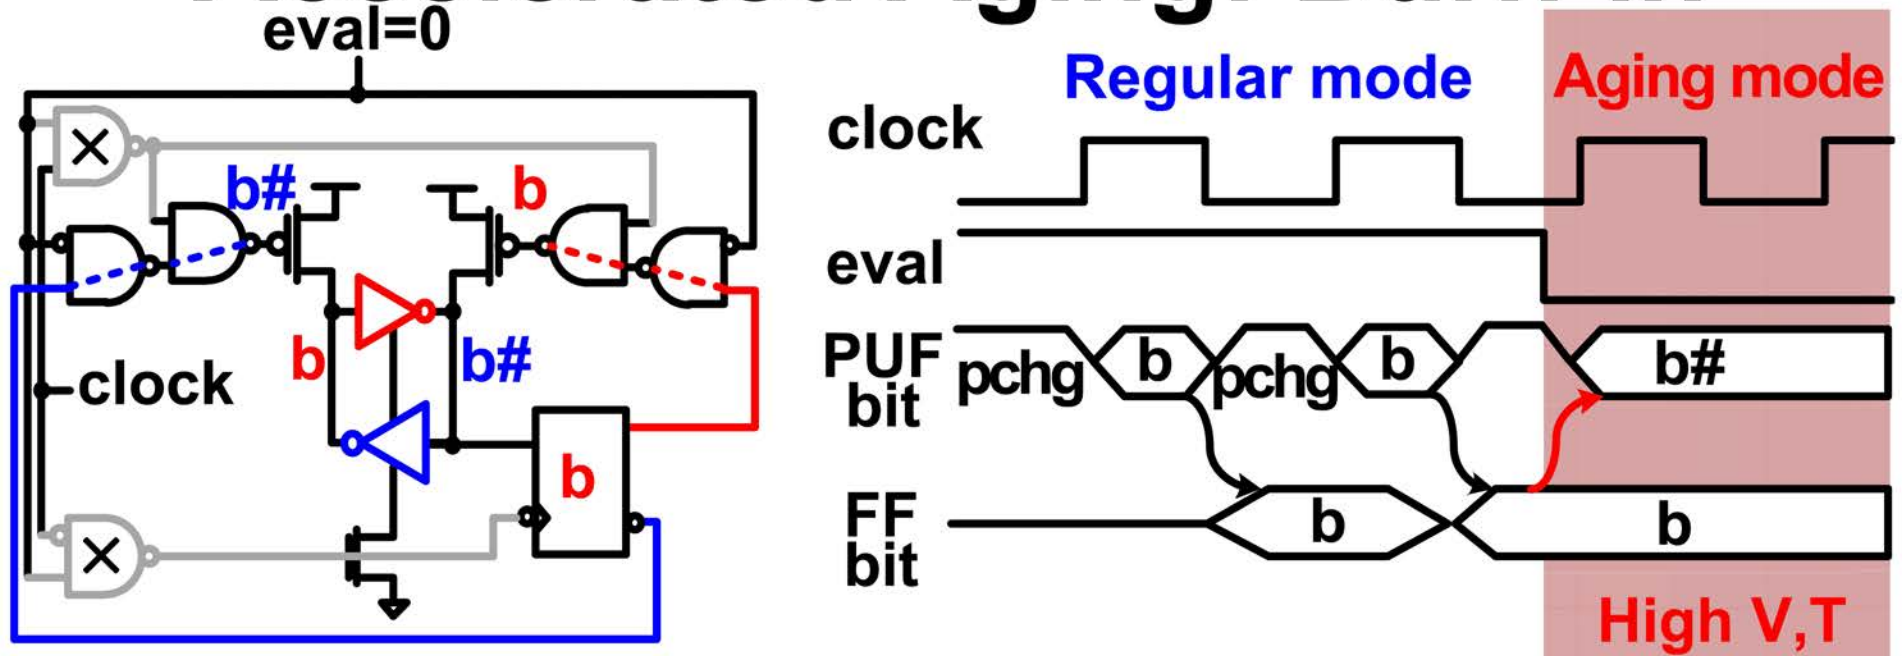 eval=0
b#
b
b
b#
clock
b
Regular mode
Aging mode
clock
eval
PUF
bit
pchg
b
pchg
b
b#
FF
bit
b
b
High V,T